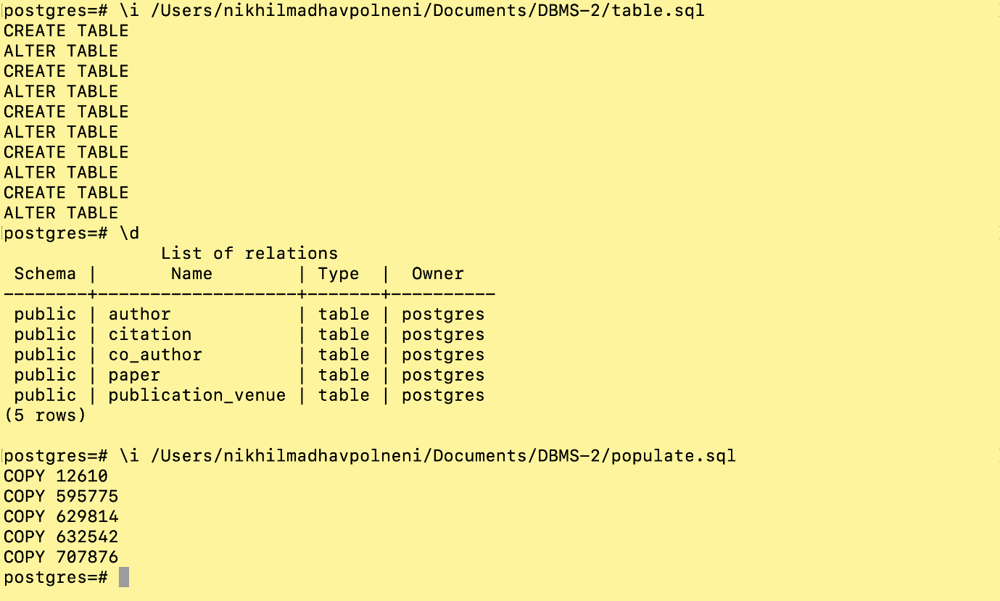 postgres=# \i /Users/nikhilmadhavpolneni/Documents/DBMS-2/table.sql
CREATE TABLE
ALTER TABLE
CREATE TABLE
ALTER TABLE
CREATE TABLE
ALTER TABLE
CREATE TABLE
ALTER TABLE
CREATE TABLE
ALTER TABLE
postgres=# \d
               List of relations
 Schema |       Name        | Type  |  Owner
--------+-------------------+-------+----------
 public | author            | table | postgres
 public | citation          | table | postgres
 public | co_author         | table | postgres
 public | paper             | table | postgres
 public | publication_venue | table | postgres
(5 rows)

postgres=# \i /Users/nikhilmadhavpolneni/Documents/DBMS-2/populate.sql
COPY 12610
COPY 595775
COPY 629814
COPY 632542
COPY 707876
postgres=#